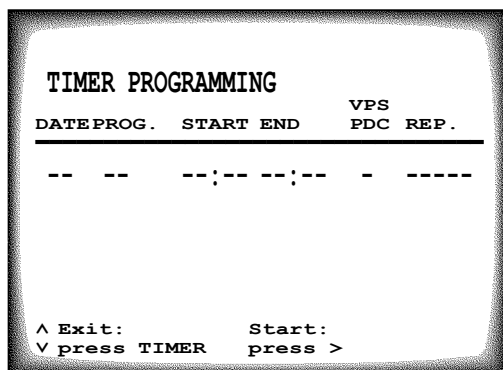 TIMER PROGRAMMING
VPS
DATE PROG. START END PDC REP.
-- -- --:-- --:-- - -----
^ Exit: Start:
v press TIMER press >